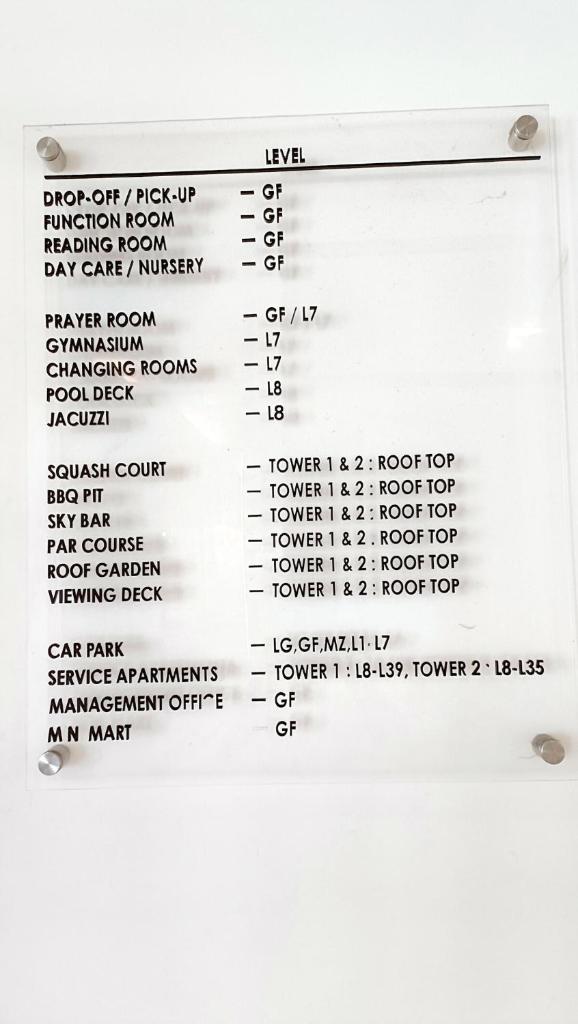 LEVEL
DROP-OFF / PICK-UP — GF
FUNCTION ROOM — GF
READING ROOM — GF
DAY CARE / NURSERY — GF
PRAYER ROOM — GF / L7
GYMNASIUM — L7
CHANGING ROOMS — L7
POOL DECK — L8
JACUZZI — L8
SQUASH COURT — TOWER 1 & 2 : ROOF TOP
BBQ PIT — TOWER 1 & 2 : ROOF TOP
SKY BAR — TOWER 1 & 2 : ROOF TOP
PAR COURSE — TOWER 1 & 2 . ROOF TOP
ROOF GARDEN — TOWER 1 & 2 : ROOF TOP
VIEWING DECK — TOWER 1 & 2 : ROOF TOP
CAR PARK — LG,GF,MZ,L1- L7
SERVICE APARTMENTS — TOWER 1 : L8-L39, TOWER 2 · L8-L35
MANAGEMENT OFFICE — GF
M N MART GF